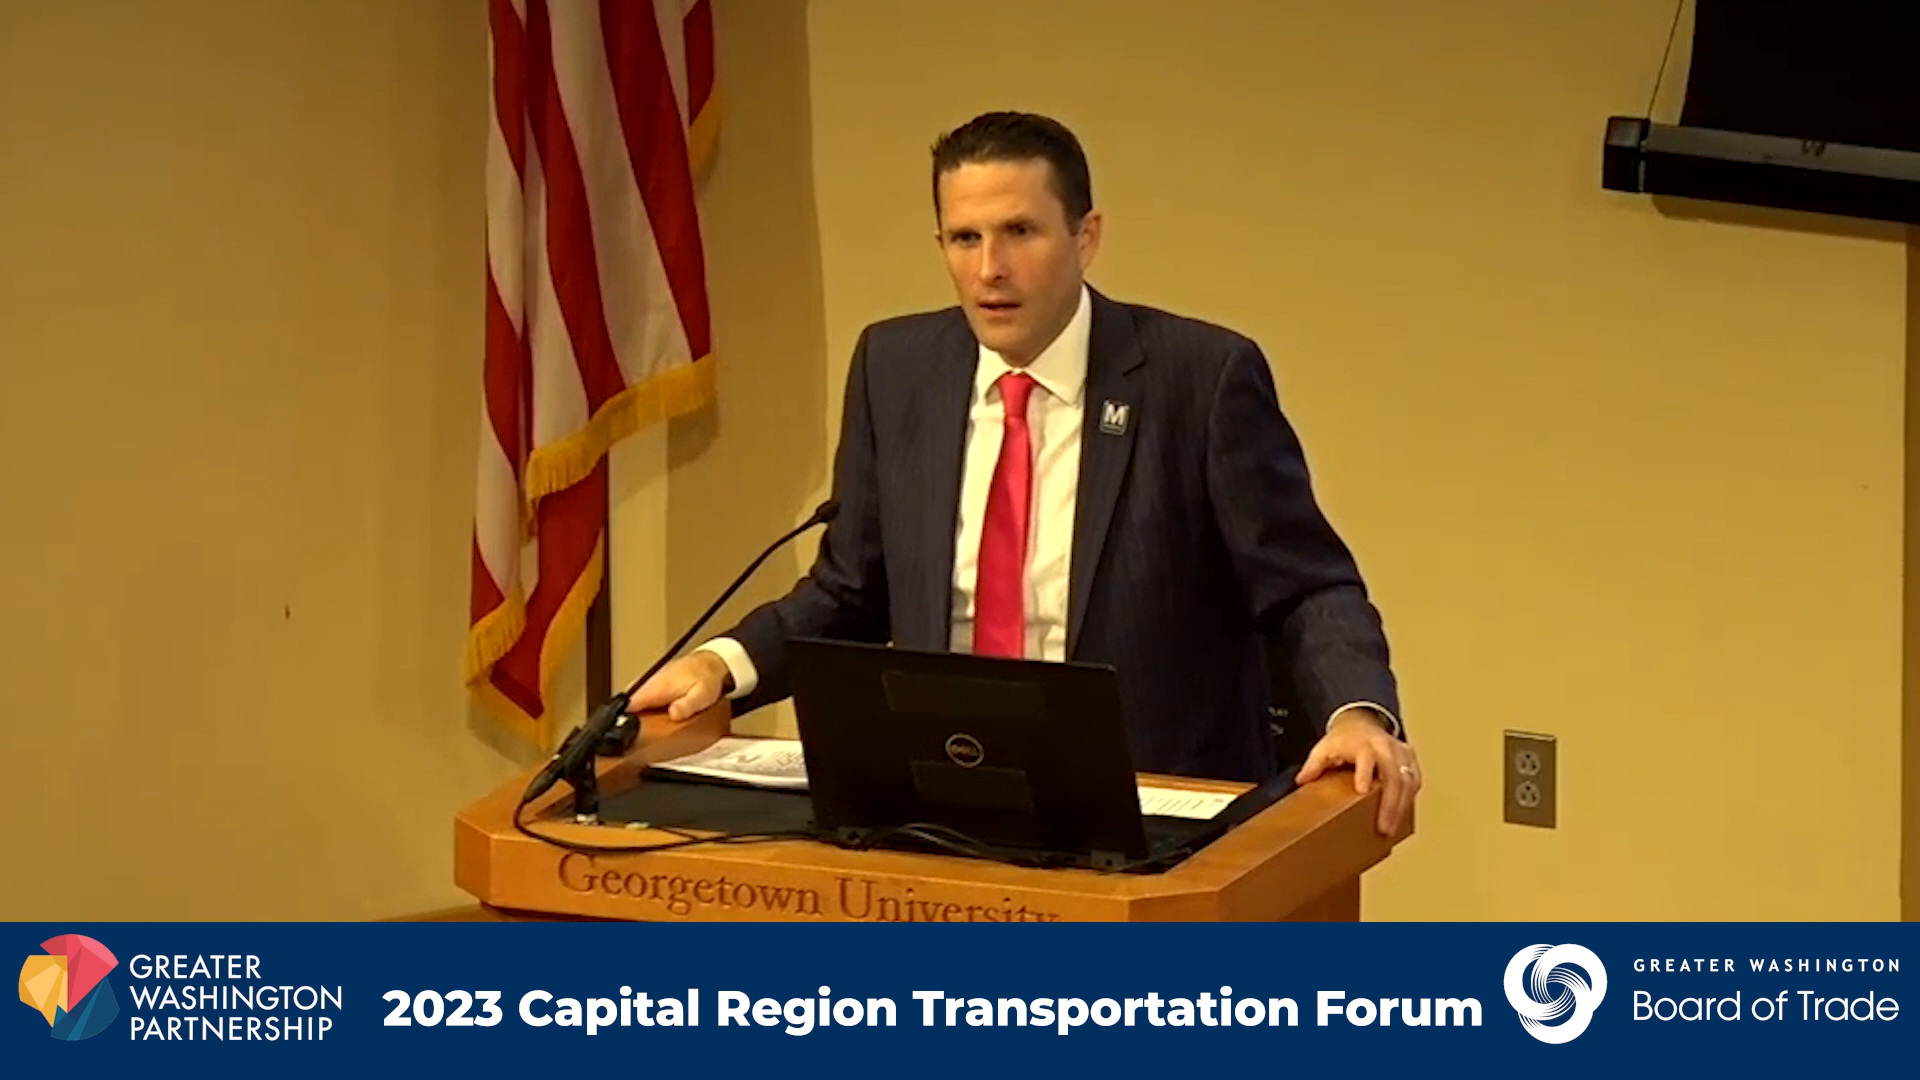 M
DELL
Georgetown University
GREATER
WASHINGTON
PARTNERSHIP
2023 Capital Region Transportation Forum
GREATER WASHINGTON
Board of Trade